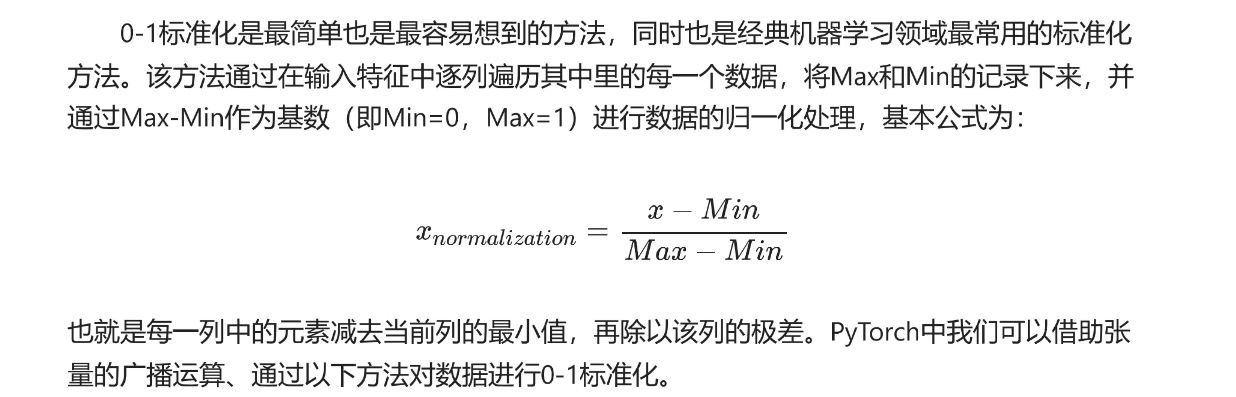 0-1标准化是最简单也是最容易想到的方法，同时也是经典机器学习领域最常用的标准化
方法。该方法通过在输入特征中逐列遍历其中里的每一个数据，将Max和Min的记录下来，并
通过Max-Min作为基数（即Min=0，Max=1）进行数据的归一化处理，基本公式为：
x_{normalization} = \frac{x - Min}{Max - Min}
也就是每一列中的元素减去当前列的最小值，再除以该列的极差。PyTorch中我们可以借助张
量的广播运算、通过以下方法对数据进行0-1标准化。